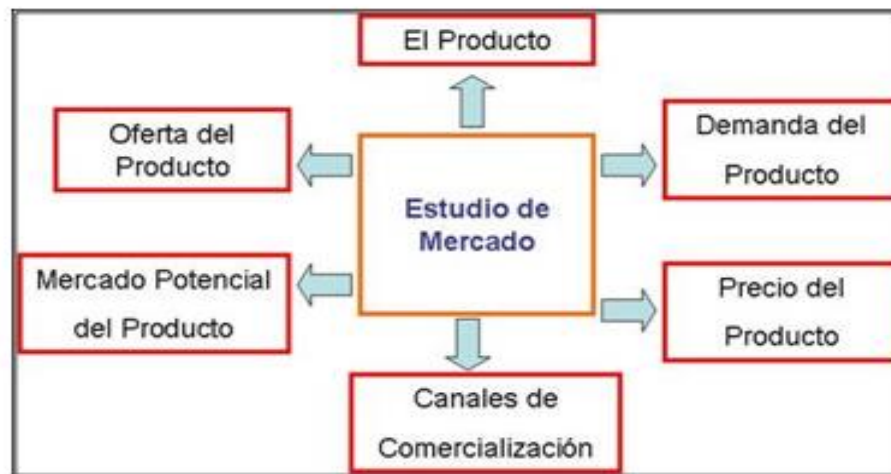 El Producto
Oferta del
Producto
Demanda del
Producto
Estudio de
Mercado
Mercado Potencial
del Producto
Precio del
Producto
Canales de
Comercialización